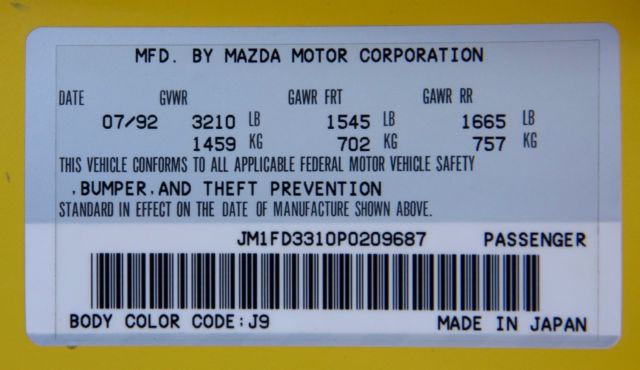 MFD. BY MAZDA MOTOR CORPORATION
DATE GVWR GAWR FRT GAWR RR
07/92 3210 LB 1545 LB 1665 LB
1459 KG 702 KG 757 KG
THIS VEHICLE CONFORMS TO ALL APPLICABLE FEDERAL MOTOR VEHICLE SAFETY
,BUMPER,AND THEFT PREVENTION
STANDARD IN EFFECT ON THE DATE OF MANUFACTURE SHOWN ABOVE.
JM1FD3310P0209687 PASSENGER
BODY COLOR CODE:J9 MADE IN JAPAN